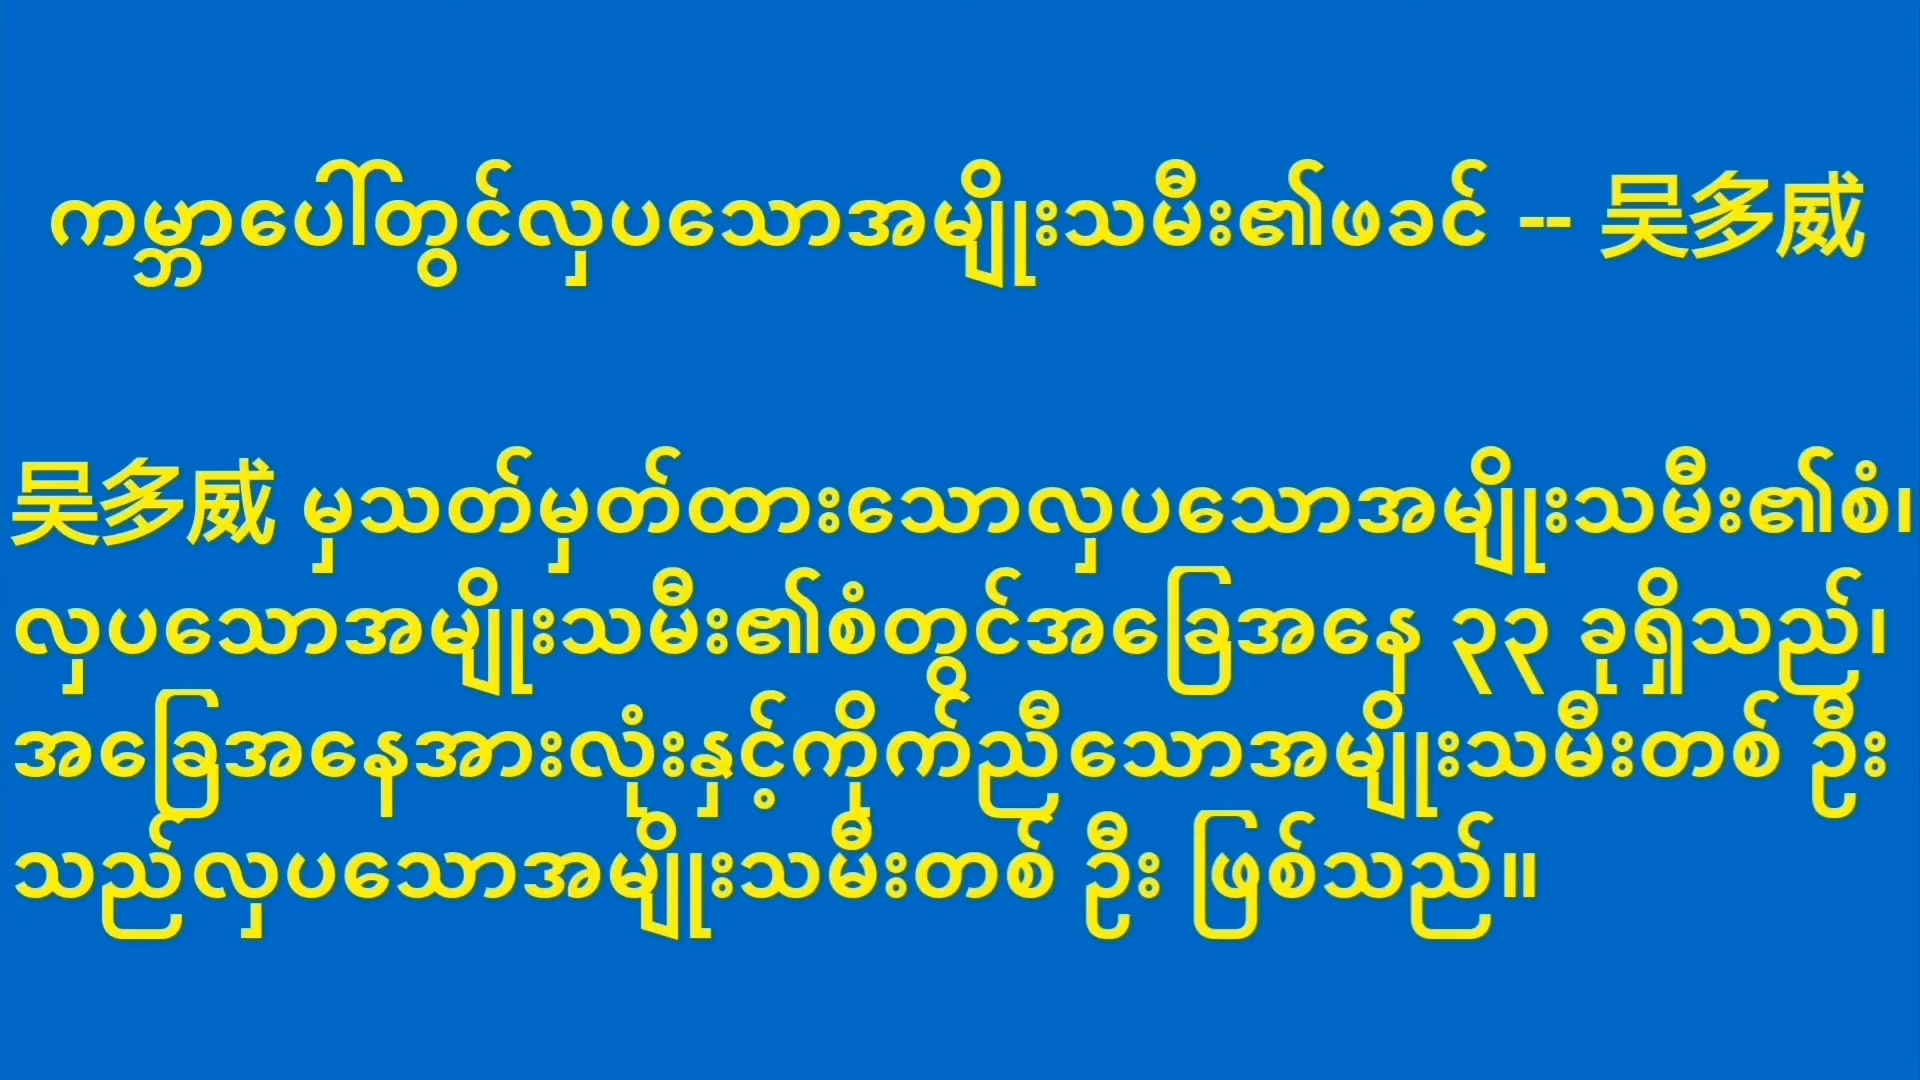 ကမ္ဘာပေါ်တွင်လှပသောအမျိုးသမီး၏ဖခင် -- 吴多威
吴多威 မှသတ်မှတ်ထားသောလှပသောအမျိုးသမီး၏စံ၊
လှပသောအမျိုးသမီး၏စံတွင်အခြေအနေ ၃၃ ခုရှိသည်၊
အခြေအနေအားလုံးနှင့်ကိုက်ညီသောအမျိုးသမီးတစ် ဦး
သည်လှပသောအမျိုးသမီးတစ် ဦး ဖြစ်သည်။